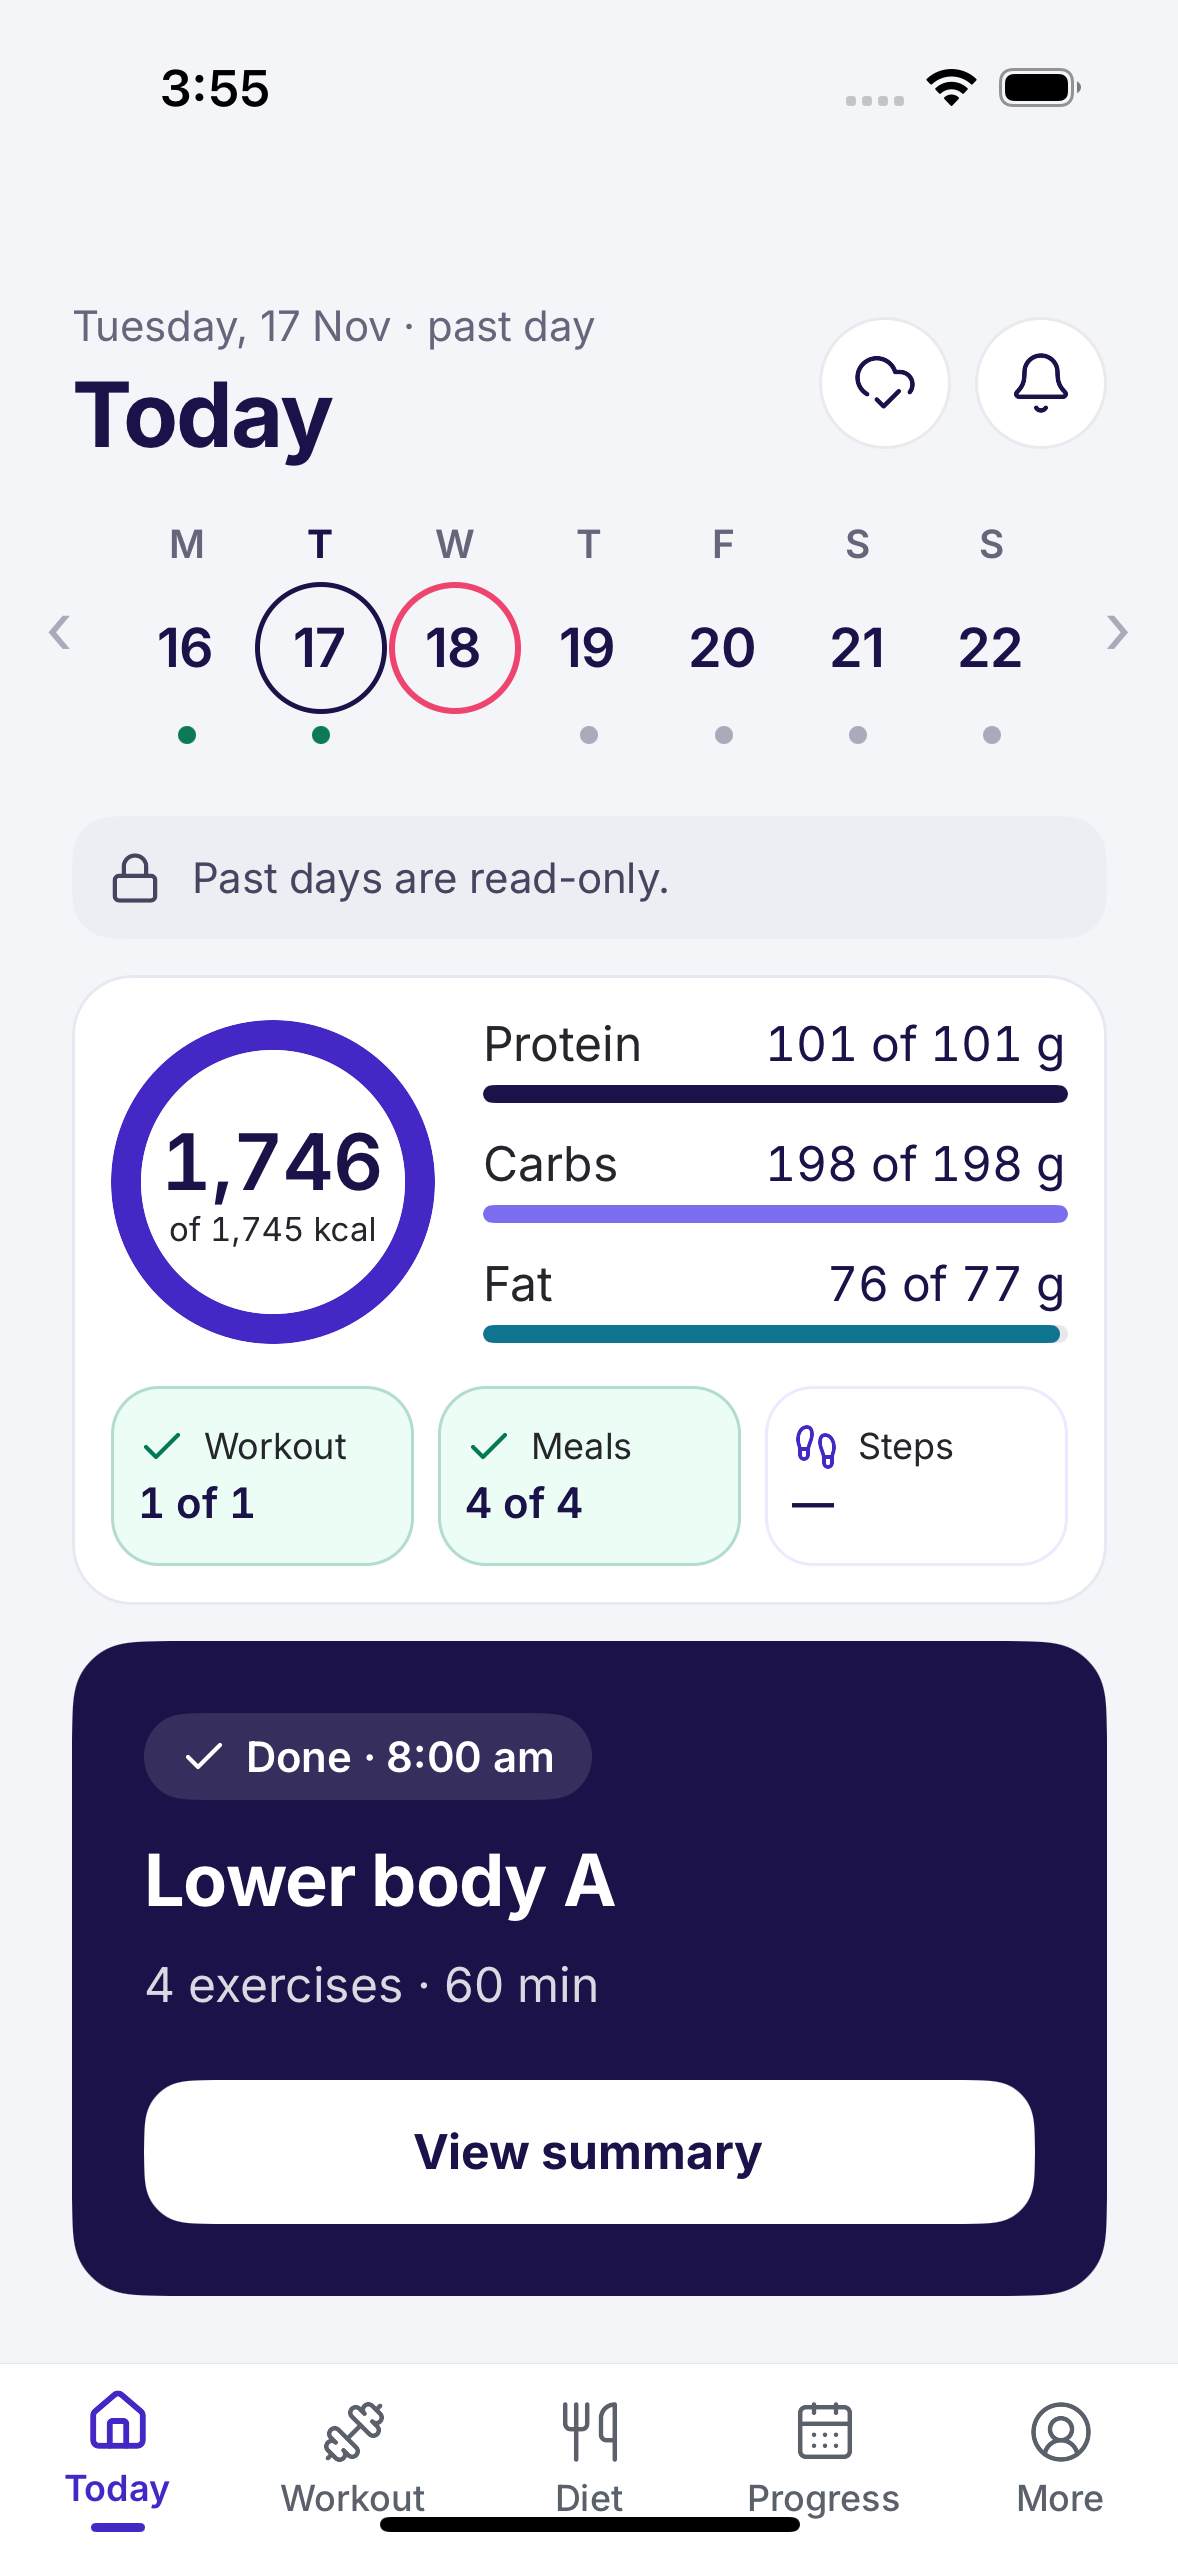 3:55
Tuesday, 17 Nov · past day
Today
M T W T F S S
16 17 18 19 20 21 22
Past days are read-only.
1,746
of 1,745 kcal
Protein 101 of 101 g
Carbs 198 of 198 g
Fat 76 of 77 g
Workout
1 of 1
Meals
4 of 4
Steps
—
Done · 8:00 am
Lower body A
4 exercises · 60 min
View summary
Today Workout Diet Progress More